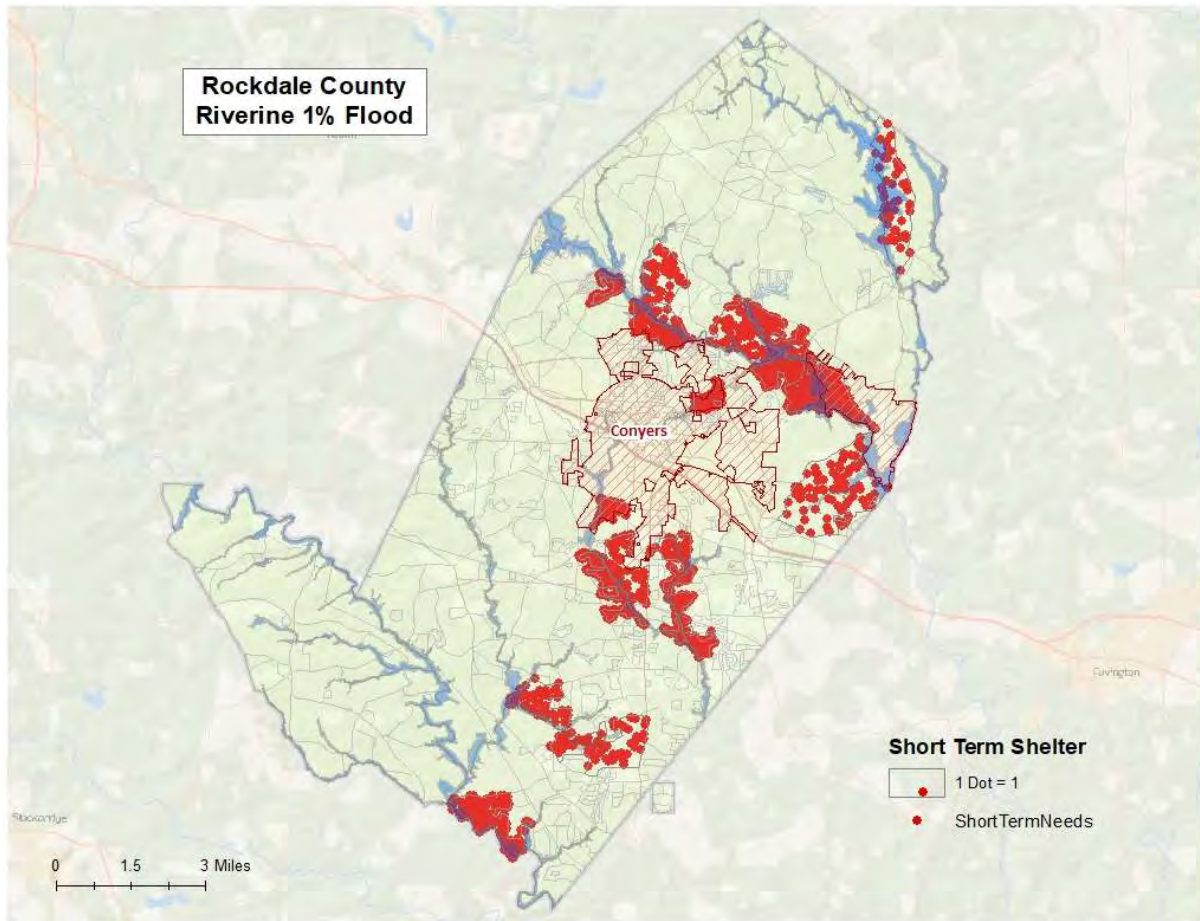 Rockdale County
Riverine 1% Flood
Conyers
Covington
Short Term Shelter
1 Dot = 1
ShortTermNeeds
Stockbridge
0 1.5 3 Miles